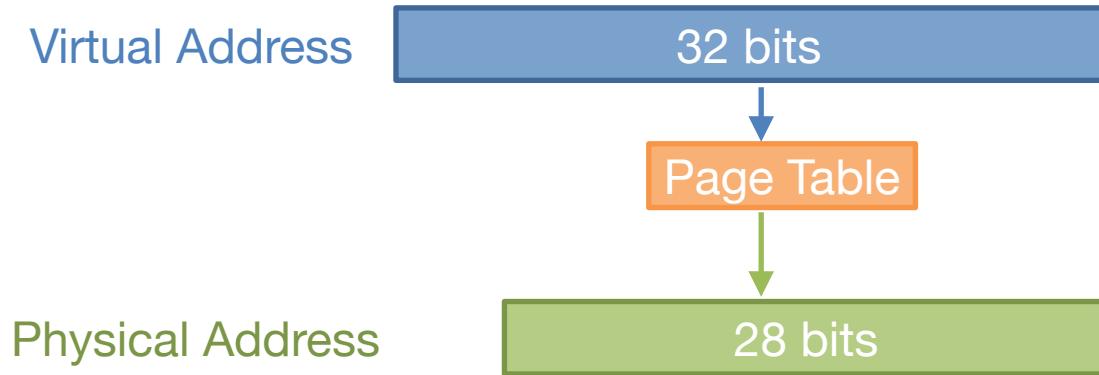 Virtual Address
32 bits
Page Table
Physical Address
28 bits